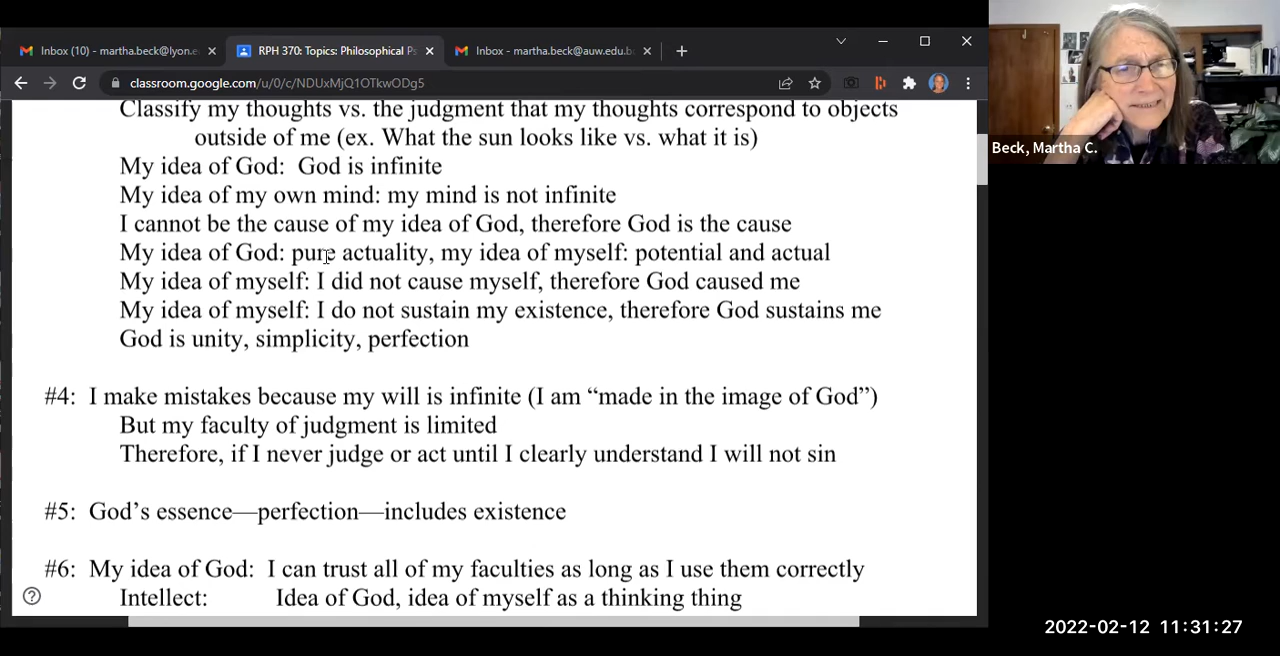 Inbox (10) - martha.beck@lyon.e
RPH 370: Topics: Philosophical Ps
Inbox - martha.beck@auw.edu.b
classroom.google.com/u/0/c/NDUxMjQ1OTkwODg5
Classify my thoughts vs. the judgment that my thoughts correspond to objects
outside of me (ex. What the sun looks like vs. what it is)
My idea of God: God is infinite
My idea of my own mind: my mind is not infinite
I cannot be the cause of my idea of God, therefore God is the cause
My idea of God: pure actuality, my idea of myself: potential and actual
My idea of myself: I did not cause myself, therefore God caused me
My idea of myself: I do not sustain my existence, therefore God sustains me
God is unity, simplicity, perfection
#4: I make mistakes because my will is infinite (I am “made in the image of God”)
But my faculty of judgment is limited
Therefore, if I never judge or act until I clearly understand I will not sin
#5: God’s essence—perfection—includes existence
#6: My idea of God: I can trust all of my faculties as long as I use them correctly
Intellect: Idea of God, idea of myself as a thinking thing
Beck, Martha C.
2022-02-12 11:31:27